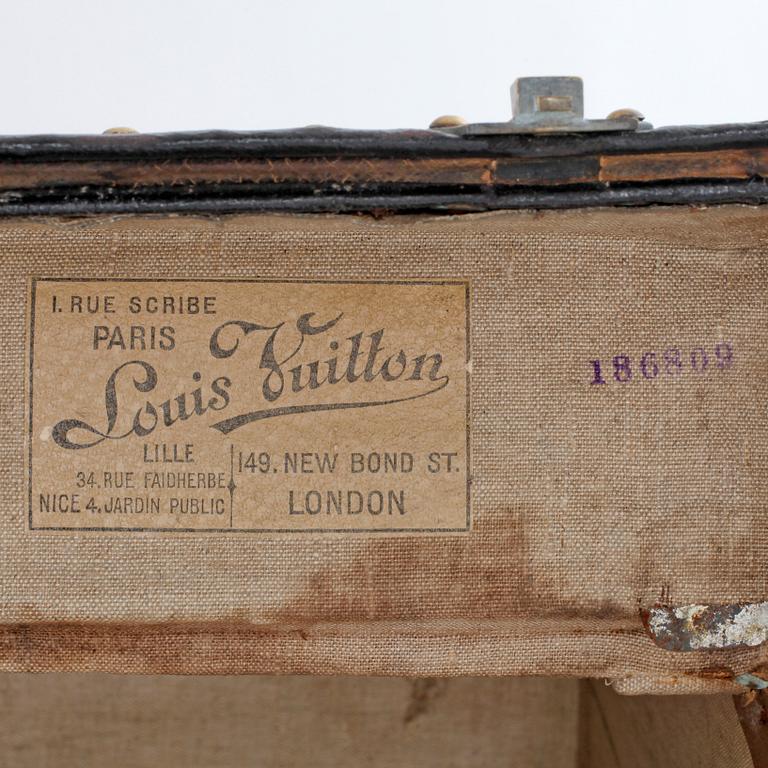 1. RUE SCRIBE
PARIS
Louis Vuitton
LILLE
34. RUE FAIDHERBE
NICE 4. JARDIN PUBLIC
149. NEW BOND ST.
LONDON
186809